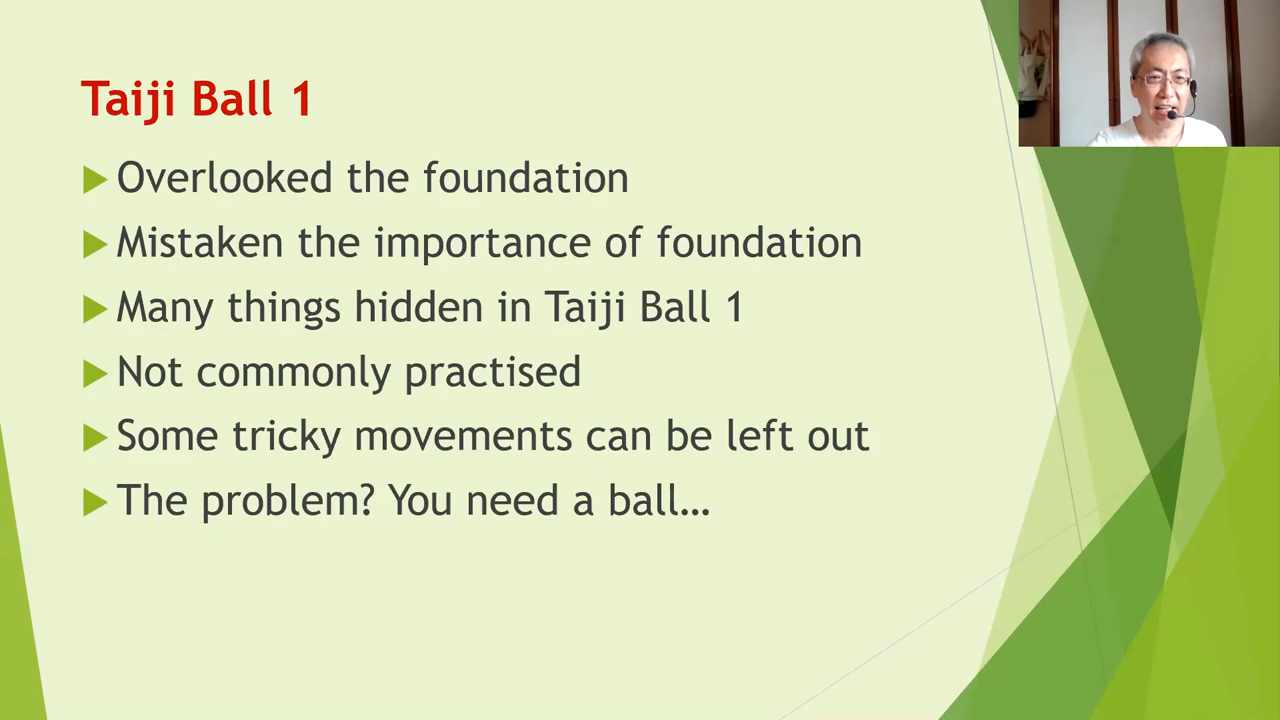 Taiji Ball 1
Overlooked the foundation
Mistaken the importance of foundation
Many things hidden in Taiji Ball 1
Not commonly practised
Some tricky movements can be left out
The problem? You need a ball…